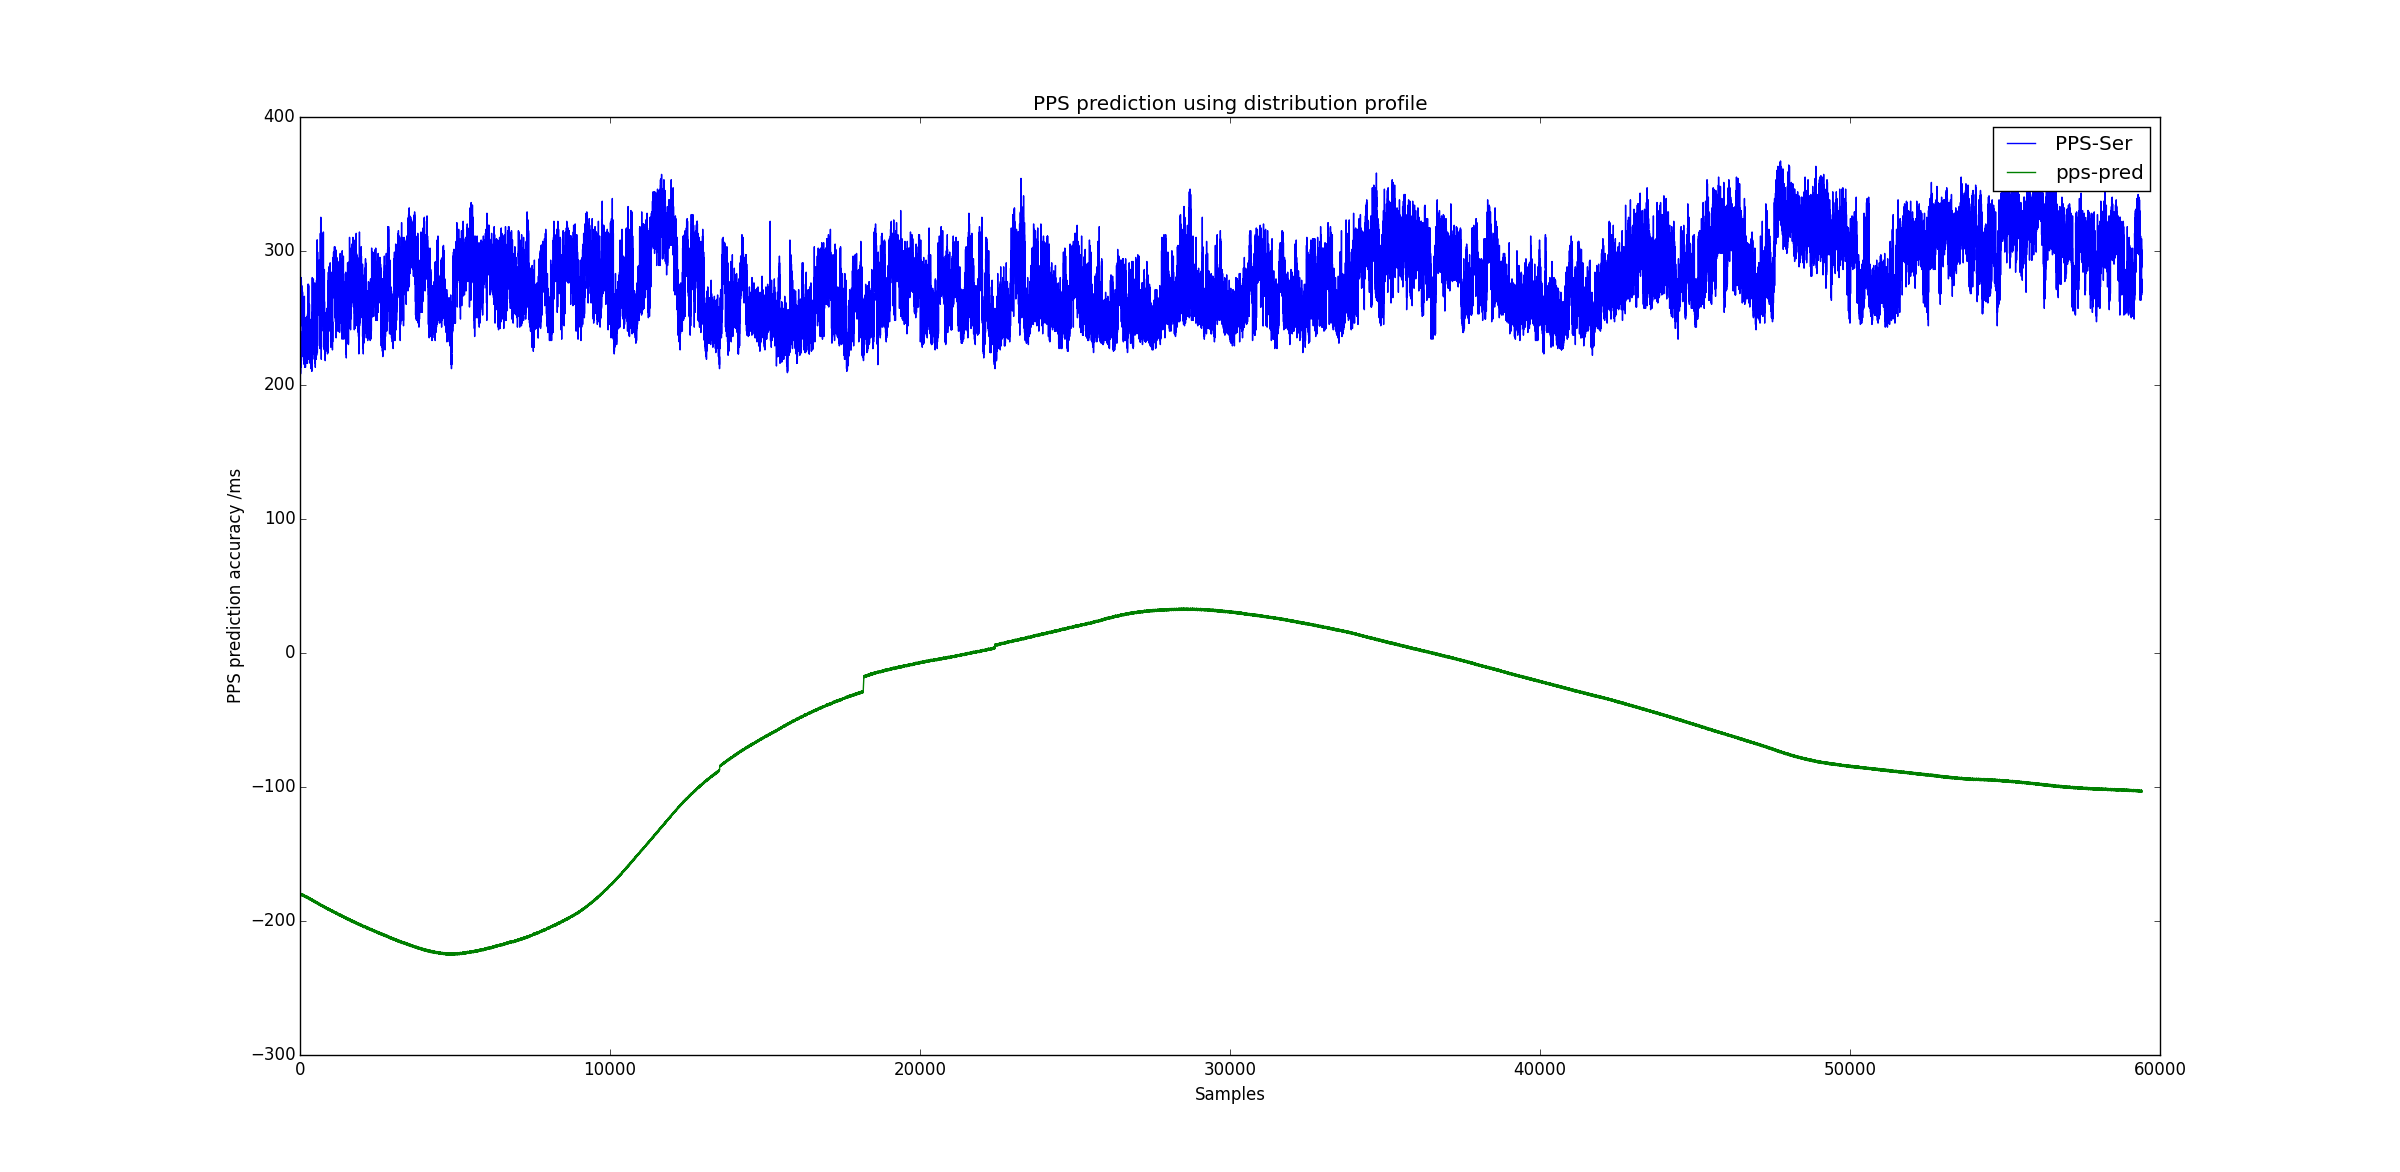 PPS prediction using distribution profile
400
300
200
100
0
−100
−200
−300
PPS prediction accuracy /ms
PPS-Ser
pps-pred
0 10000 20000 30000 40000 50000 60000
Samples